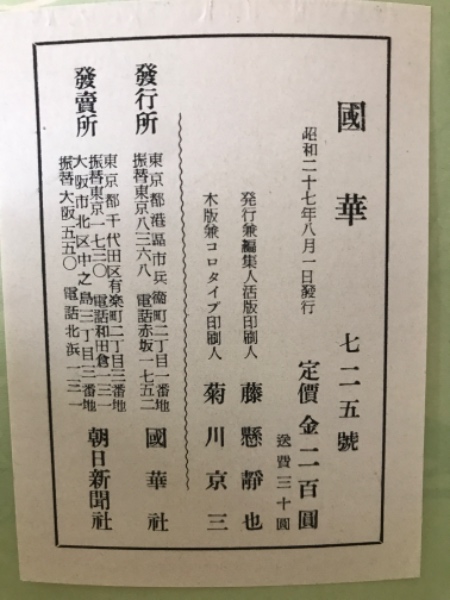 國華 七二五號
昭和二十七年八月一日發行 定價金二百圓
送費三十圓
発行兼編集人活版印刷人 藤懸靜也
木版兼コロタイプ印刷人 菊川京三
發行所
東京都港區市兵衞町二丁目一番地
振替東京八三六八 電話赤坂一七五二
國華社
發賣所
東京都千代田区有楽町二丁目三番地
振替東京一七三〇 電話和田倉一三一
大阪市北区中之島三丁目三番地
振替大阪五五〇 電話北浜一三一
朝日新聞社